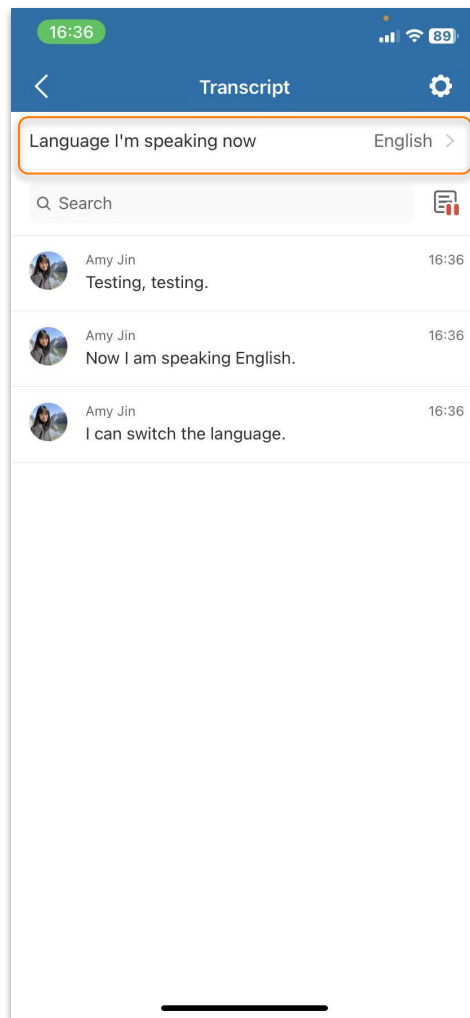 16:36
89
Transcript
Language I'm speaking now English
Search
Amy Jin 16:36
Testing, testing.
Amy Jin 16:36
Now I am speaking English.
Amy Jin 16:36
I can switch the language.